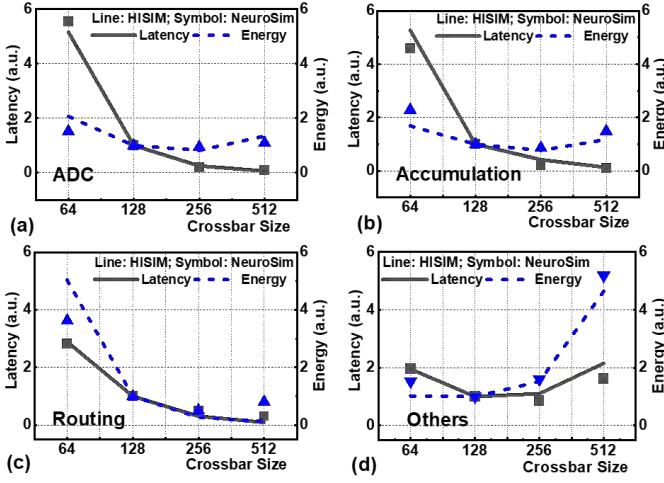 Line: HISIM; Symbol: NeuroSim
Latency Energy
6
4
2
0
Latency (a.u.)
6
4
2
0
Energy (a.u.)
ADC
64 128 256 512
(a) Crossbar Size
Line: HISIM; Symbol: NeuroSim
Latency Energy
6
4
2
0
Latency (a.u.)
6
4
2
0
Energy (a.u.)
Accumulation
64 128 256 512
(b) Crossbar Size
Line: HISIM; Symbol: NeuroSim
Latency Energy
6
4
2
0
Latency (a.u.)
6
4
2
0
Energy (a.u.)
Routing
64 128 256 512
(c) Crossbar Size
Line: HISIM; Symbol: NeuroSim
Latency Energy
6
4
2
0
Latency (a.u.)
6
4
2
0
Energy (a.u.)
Others
64 128 256 512
(d) Crossbar Size